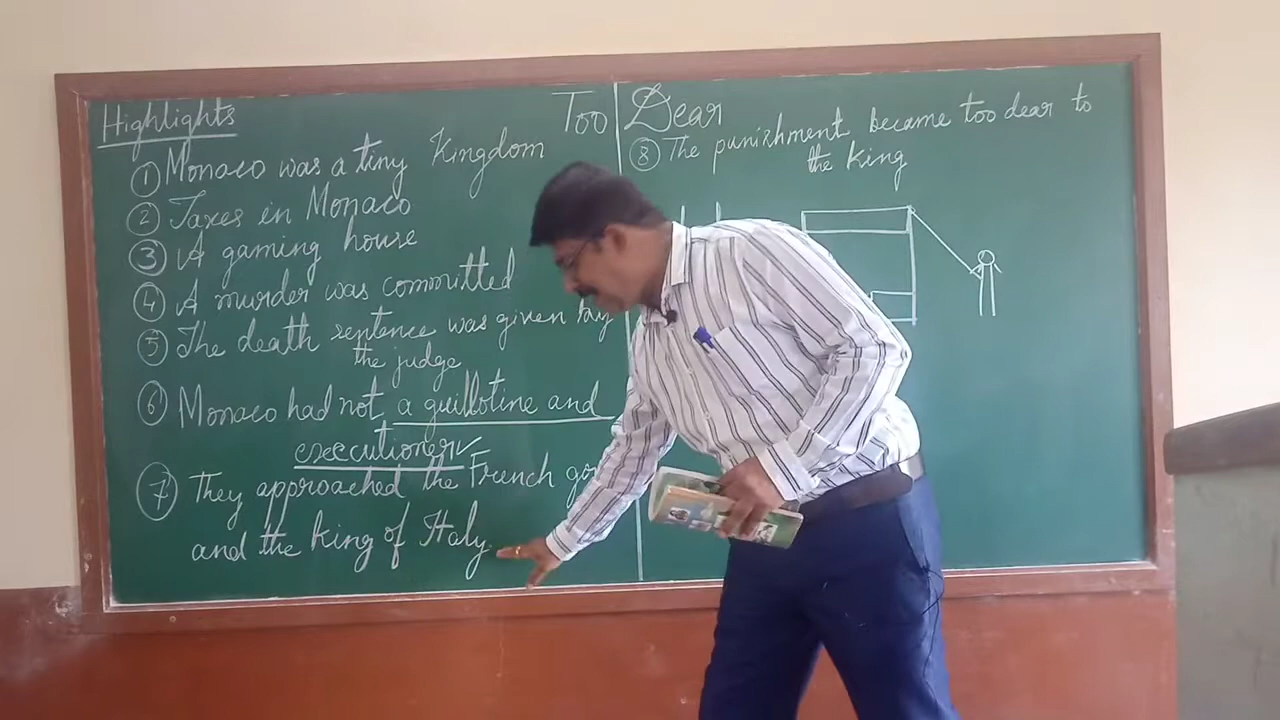 Highlights
Too Dear
① Monaco was a tiny Kingdom
② Taxes in Monaco
③ A gaming house
④ A murder was committed
⑤ The death sentence was given by
the judge
⑥ Monaco had not a guillotine and
executioner
⑦ They approached the French
and the king of Italy.
⑧ The punishment became too dear to
the king